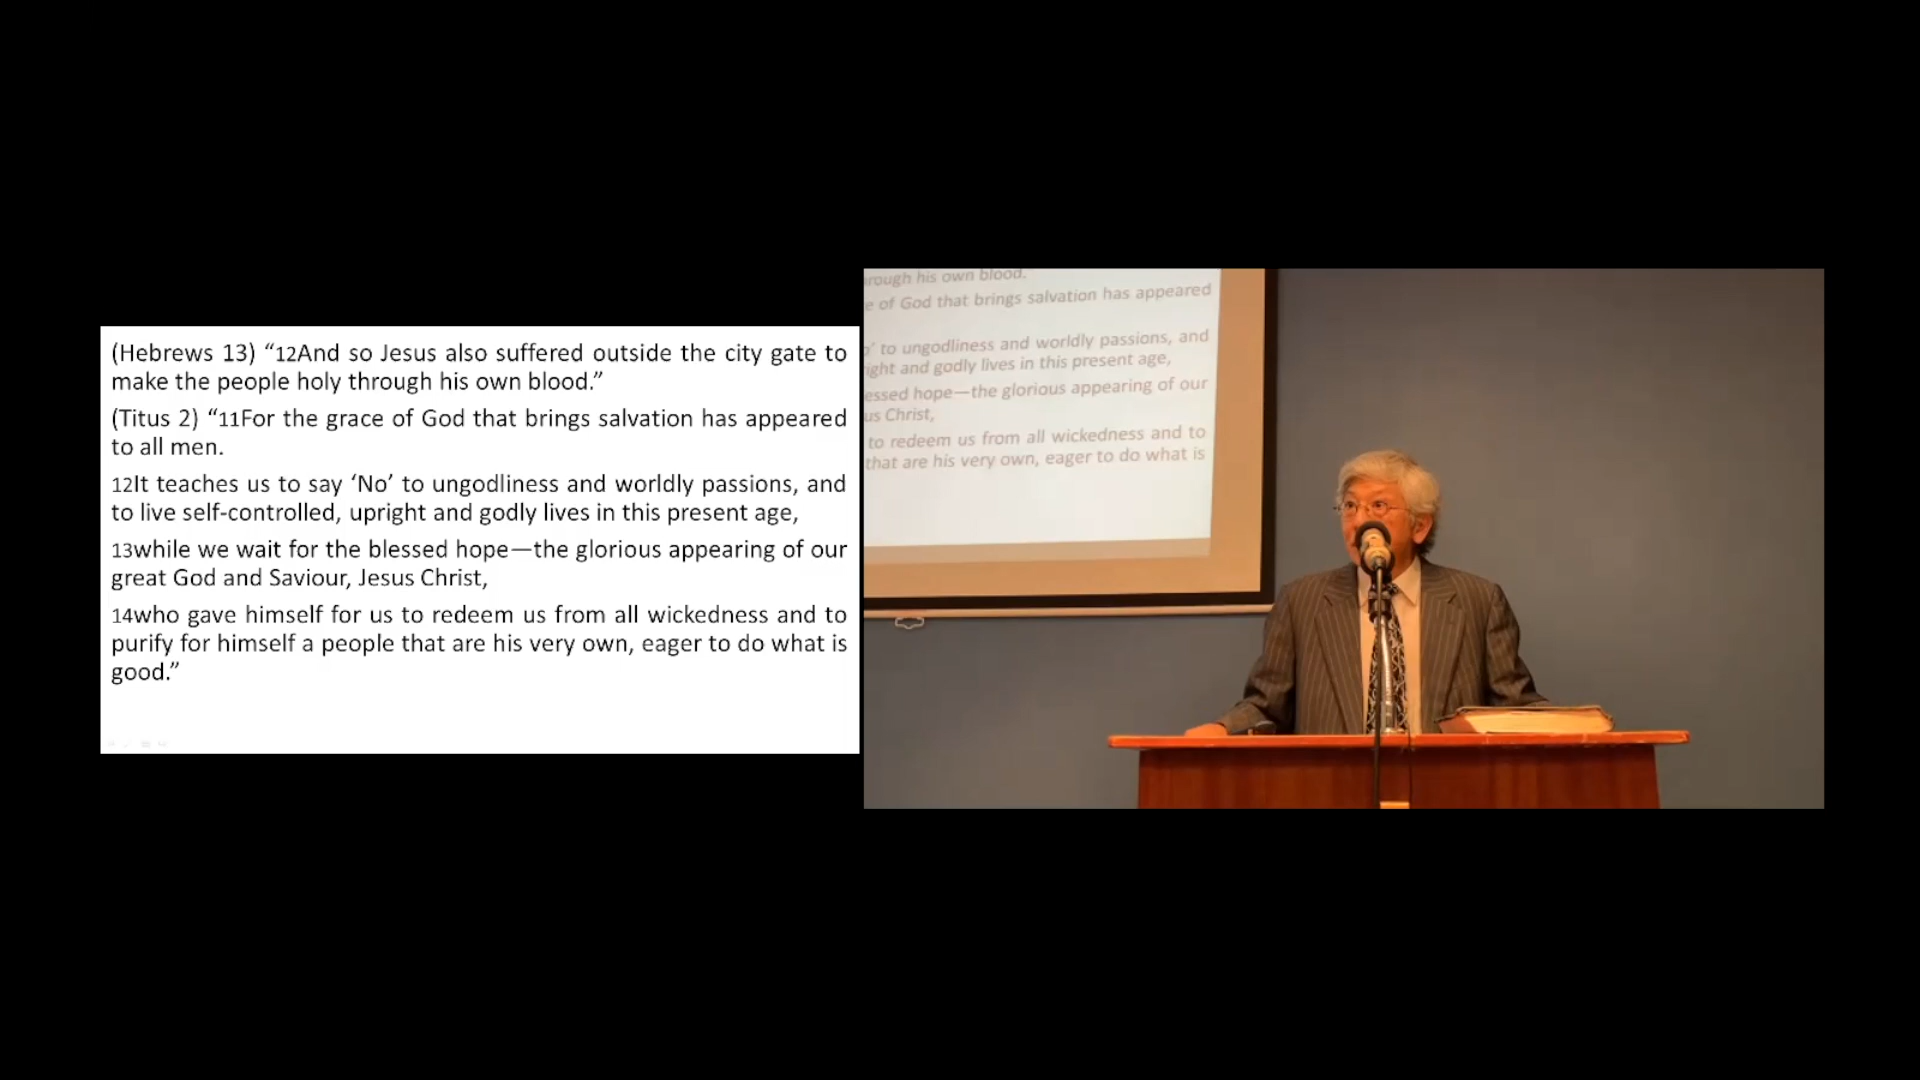 (Hebrews 13) “12And so Jesus also suffered outside the city gate to
make the people holy through his own blood.”
(Titus 2) “11For the grace of God that brings salvation has appeared
to all men.
12It teaches us to say ‘No’ to ungodliness and worldly passions, and
to live self-controlled, upright and godly lives in this present age,
13while we wait for the blessed hope—the glorious appearing of our
great God and Saviour, Jesus Christ,
14who gave himself for us to redeem us from all wickedness and to
purify for himself a people that are his very own, eager to do what is
good.”
rough his own blood.
e of God that brings salvation has appeared
’ to ungodliness and worldly passions, and
ight and godly lives in this present age,
essed hope—the glorious appearing of our
us Christ,
to redeem us from all wickedness and to
that are his very own, eager to do what is